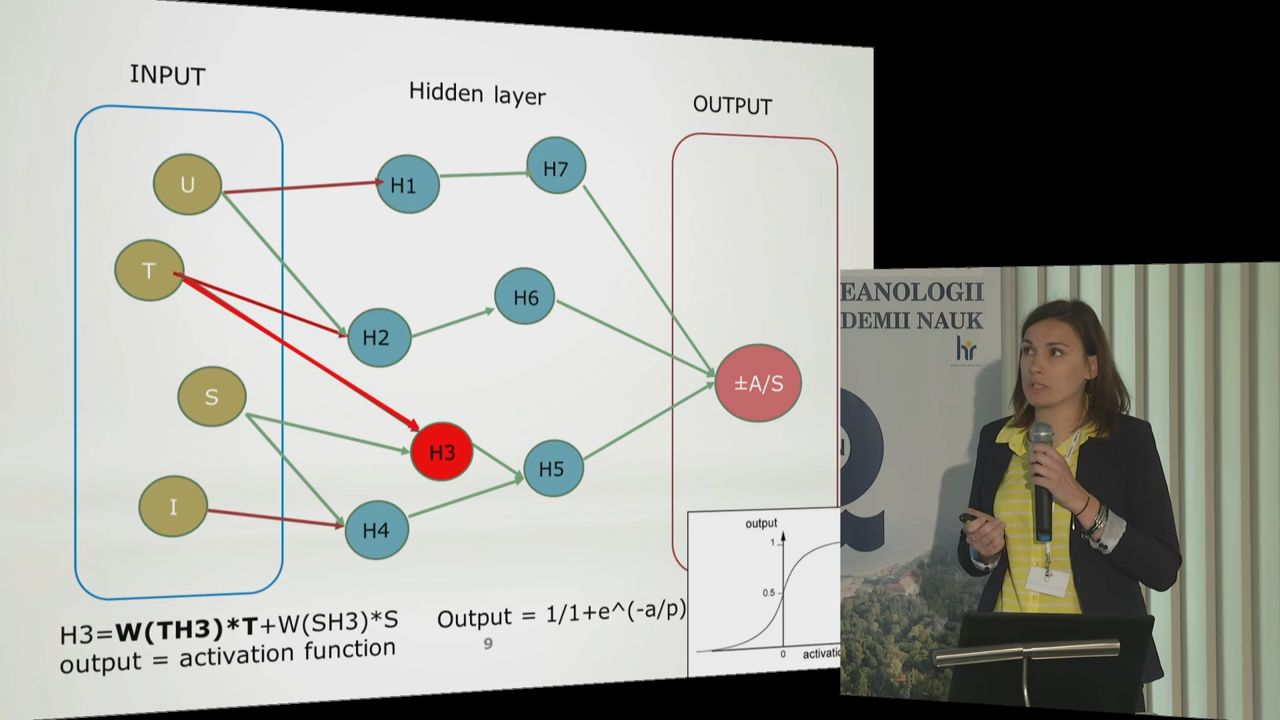 INPUT
Hidden layer
OUTPUT
U
H1
H7
T
H2
H6
S
H3
H5
±A/S
I
H4
H3=W(TH3)*T+W(SH3)*S
output = activation function
Output = 1/1+e^(-a/p)
9
output
1
0.5
0
EANOLOGII
DEMII NAUK
hr
N